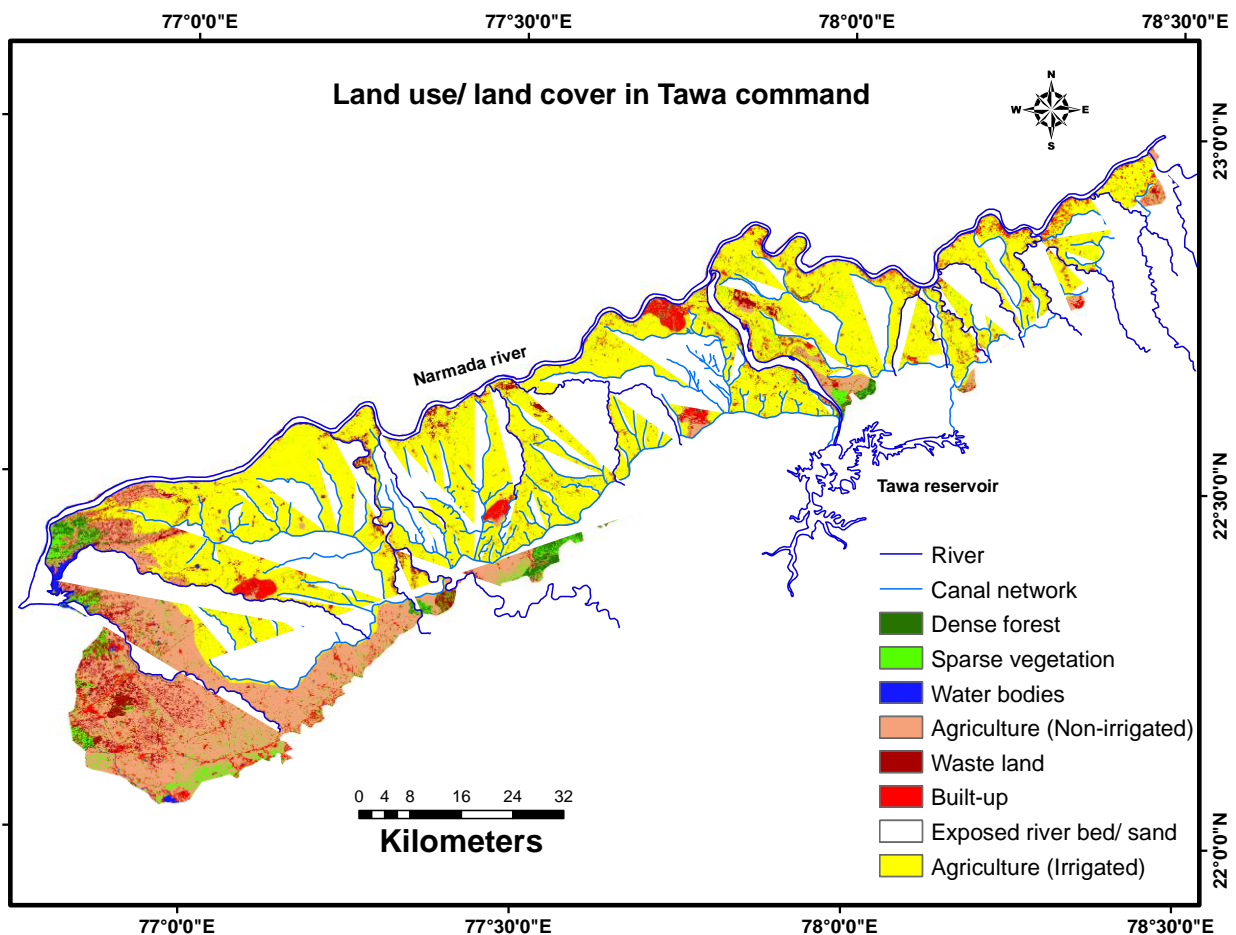 77°0'0"E 77°30'0"E 78°0'0"E 78°30'0"E
Land use/ land cover in Tawa command
N
W E
S
23°0'0"N
Narmada river
Tawa reservoir
22°30'0"N
River
Canal network
Dense forest
Sparse vegetation
Water bodies
Agriculture (Non-irrigated)
Waste land
Built-up
Exposed river bed/ sand
Agriculture (Irrigated)
0 4 8 16 24 32
Kilometers
22°0'0"N
77°0'0"E 77°30'0"E 78°0'0"E 78°30'0"E